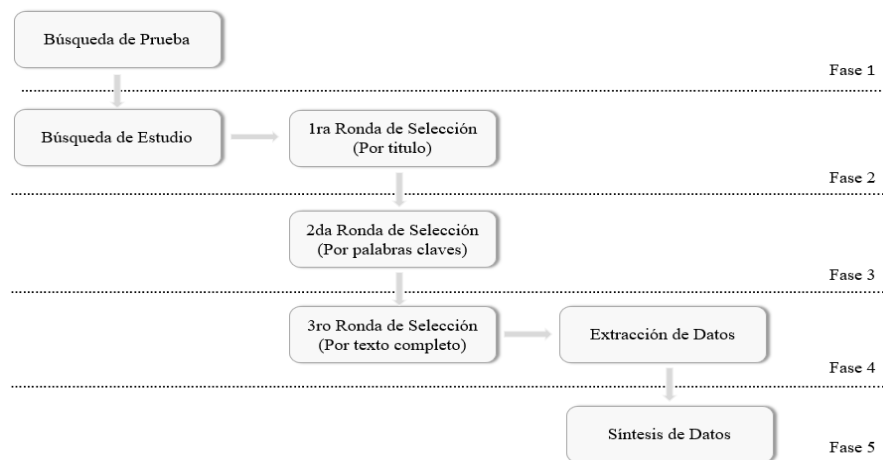 Búsqueda de Prueba
Fase 1
Búsqueda de Estudio
1ra Ronda de Selección
(Por titulo)
Fase 2
2da Ronda de Selección
(Por palabras claves)
Fase 3
3ro Ronda de Selección
(Por texto completo)
Extracción de Datos
Fase 4
Síntesis de Datos
Fase 5